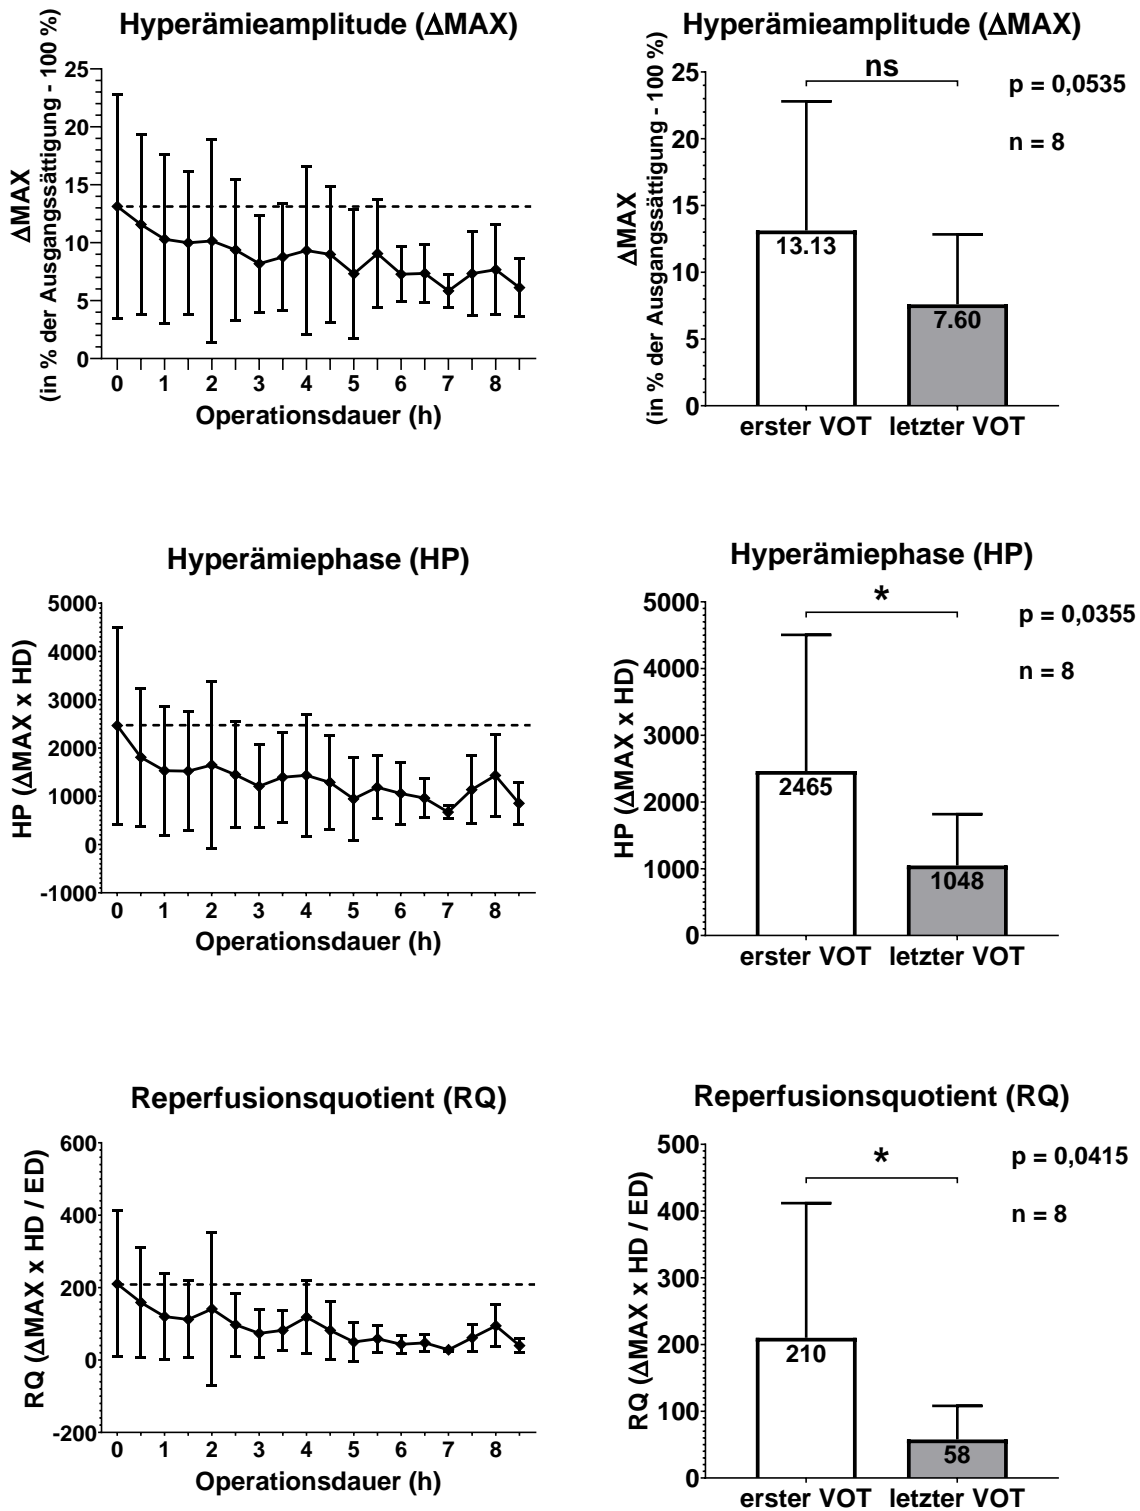 Hyperämieamplitude (ΔMAX)
ΔMAX
(in % der Ausgangssättigung - 100 %)
25
20
15
10
5
0
0 1 2 3 4 5 6 7 8
Operationsdauer (h)
Hyperämieamplitude (ΔMAX)
ΔMAX
(in % der Ausgangssättigung - 100 %)
25
20
15
10
5
0
ns
p = 0,0535
n = 8
13.13
7.60
erster VOT letzter VOT
Hyperämiephase (HP)
HP (ΔMAX x HD)
5000
4000
3000
2000
1000
0
-1000
0 1 2 3 4 5 6 7 8
Operationsdauer (h)
Hyperämiephase (HP)
HP (ΔMAX x HD)
5000
4000
3000
2000
1000
0
*
p = 0,0355
n = 8
2465
1048
erster VOT letzter VOT
Reperfusionsquotient (RQ)
RQ (ΔMAX x HD / ED)
600
400
200
0
-200
0 1 2 3 4 5 6 7 8
Operationsdauer (h)
Reperfusionsquotient (RQ)
RQ (ΔMAX x HD / ED)
500
400
300
200
100
0
*
p = 0,0415
n = 8
210
58
erster VOT letzter VOT